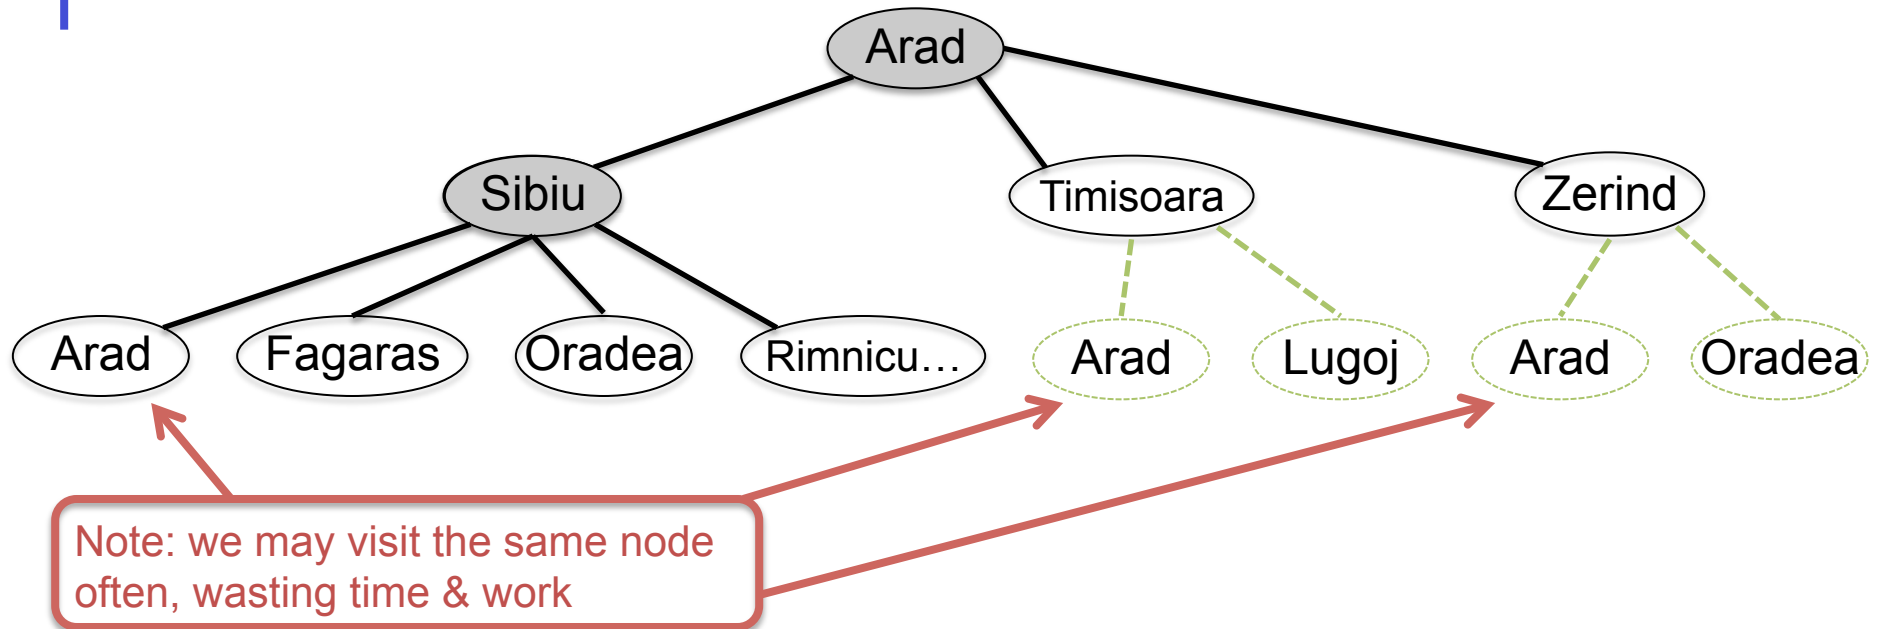 Arad
Sibiu
Timisoara
Zerind
Arad
Fagaras
Oradea
Rimnicu…
Arad
Lugoj
Arad
Oradea
Note: we may visit the same node
often, wasting time & work